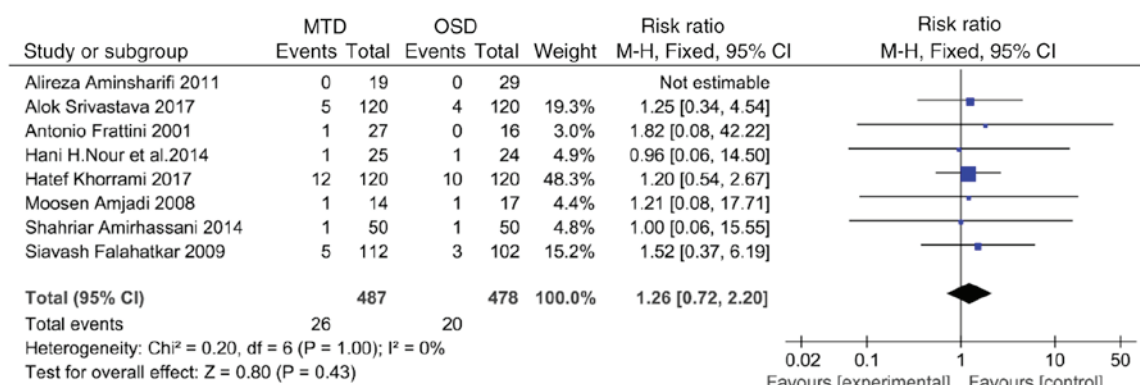 MTD OSD Risk ratio Risk ratio
Study or subgroup Events Total Events Total Weight M-H, Fixed, 95% CI M-H, Fixed, 95% CI
Alireza Aminsharifi 2011 0 19 0 29 Not estimable
Alok Srivastava 2017 5 120 4 120 19.3% 1.25 [0.34, 4.54]
Antonio Frattini 2001 1 27 0 16 3.0% 1.82 [0.08, 42.22]
Hani H.Nour et al.2014 1 25 1 24 4.9% 0.96 [0.06, 14.50]
Hatef Khorrami 2017 12 120 10 120 48.3% 1.20 [0.54, 2.67]
Moosen Amjadi 2008 1 14 1 17 4.4% 1.21 [0.08, 17.71]
Shahriar Amirhassani 2014 1 50 1 50 4.8% 1.00 [0.06, 15.55]
Siavash Falahatkar 2009 5 112 3 102 15.2% 1.52 [0.37, 6.19]
Total (95% CI) 487 478 100.0% 1.26 [0.72, 2.20]
Total events 26 20
Heterogeneity: Chi² = 0.20, df = 6 (P = 1.00); I² = 0%
Test for overall effect: Z = 0.80 (P = 0.43)
0.02 0.1 1 10 50
Favours [experimental] Favours [control]